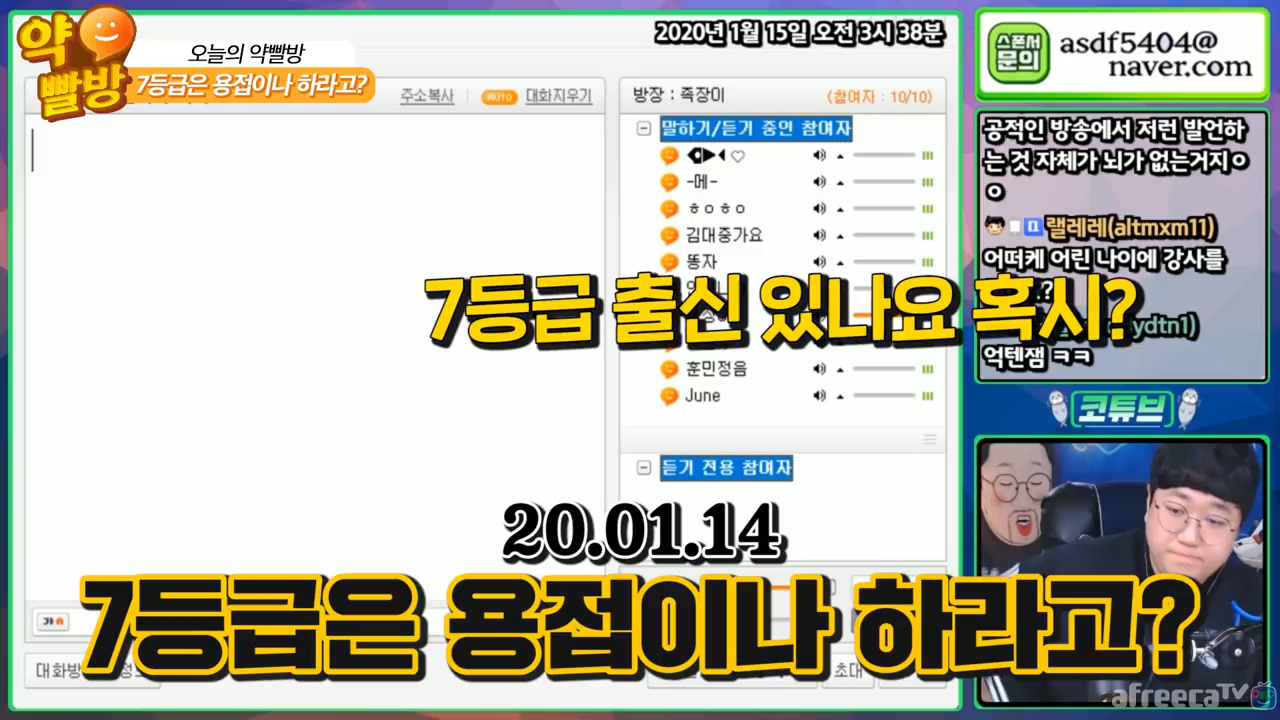 약빨방
오늘의 약빨방
7등급은 용접이나 하라고?
2020년 1월 15일 오전 3시 38분
스폰서
문의
asdf5404@
naver.com
주소복사
AUTO
대화지우기
방장 : 족장이
(참여자 : 10/10)
말하기/듣기 중인 참여자
-메-
ㅎㅇㅎㅇ
김대중가요
똥자
훈민정음
June
듣기 전용 참여자
공적인 방송에서 저런 발언하
는 것 자체가 뇌가 없는거지ㅇ
ㅇ
랠레레(altmxm11)
어떠케 어린 나이에 강사를
ydtn1)
억텐잼 ㅋㅋ
7등급 출신 있나요 혹시?
코튜브
20.01.14
7등급은 용접이나 하라고?
가
대화방
초대
afreecaTV